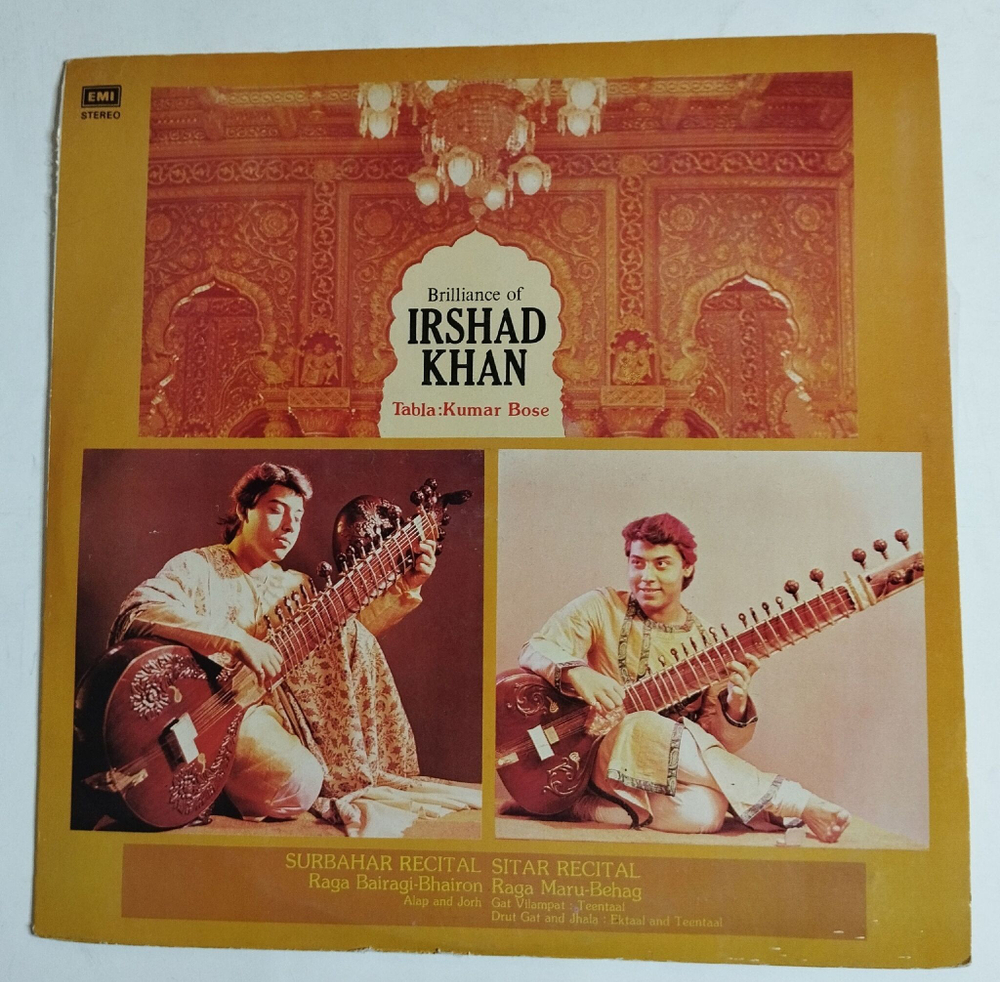 EMI
STEREO
Brilliance of
IRSHAD
KHAN
Tabla:Kumar Bose
SURBAHAR RECITAL
Raga Bairagi-Bhairon
Alap and Jorh
SITAR RECITAL
Raga Maru-Behag
Gat Vilampat : Teentaal
Drut Gat and Jhala : Ektaal and Teentaal